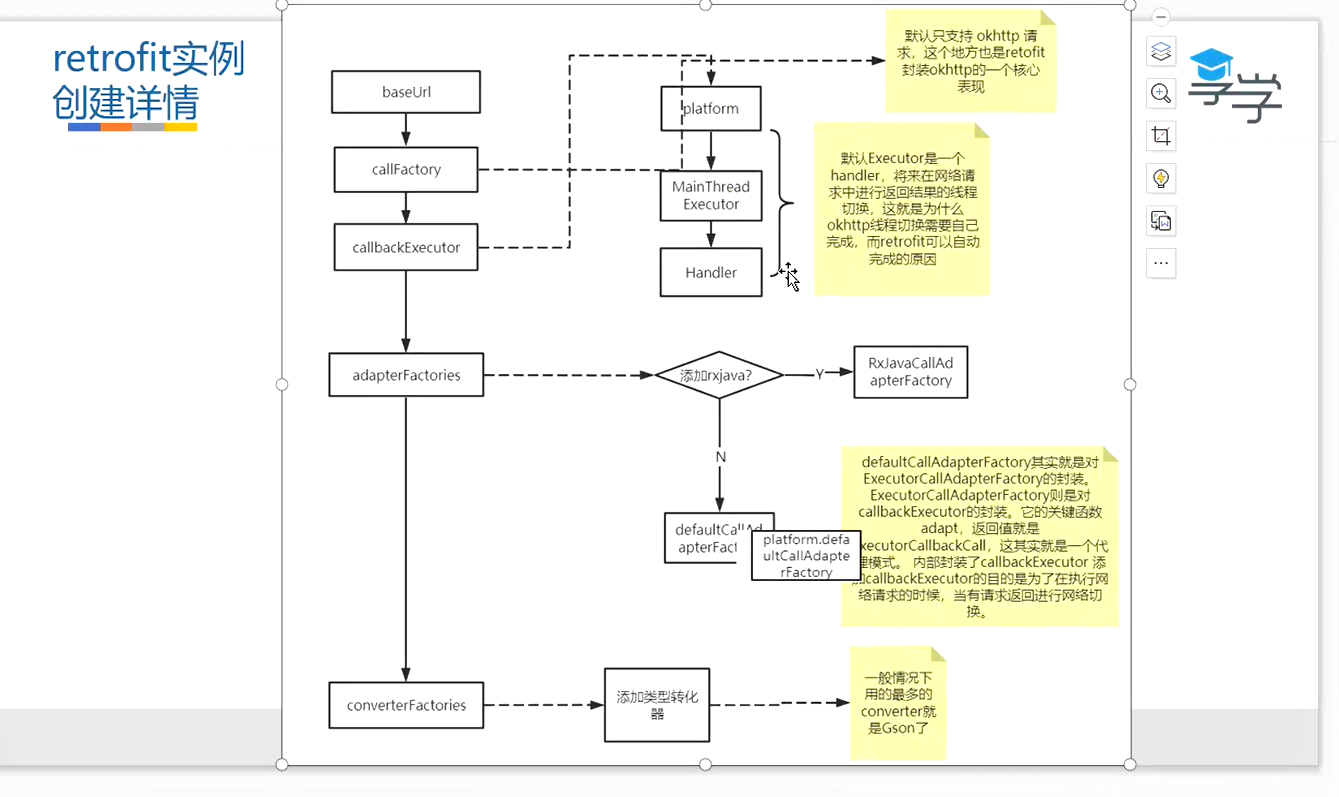 retrofit实例
创建详情
baseUrl
callFactory
callbackExecutor
adapterFactories
converterFactories
platform
MainThread
Executor
Handler
默认只支持 okhttp 请
求，这个地方也是retofit
封装okhttp的一个核心
表现
默认Executor是一个
handler，将来在网络请
求中进行返回结果的线程
切换，这就是为什么
okhttp线程切换需要自己
完成，而retrofit可以自动
完成的原因
添加rxjava?
Y
RxJavaCallAd
apterFactory
N
defaultCallAd
apterFact
platform.defa
ultCallAdapte
rFactory
defaultCallAdapterFactory其实就是对
ExecutorCallAdapterFactory的封装。
ExecutorCallAdapterFactory则是对
callbackExecutor的封装。它的关键函数
adapt，返回值就是
xecutorCallbackCall，这其实就是一个代
理模式。 内部封装了callbackExecutor 添
加callbackExecutor的目的是为了在执行网
络请求的时候，当有请求返回进行网络切
换。
添加类型转化
器
一般情况下
用的最多的
converter就
是Gson了
享学